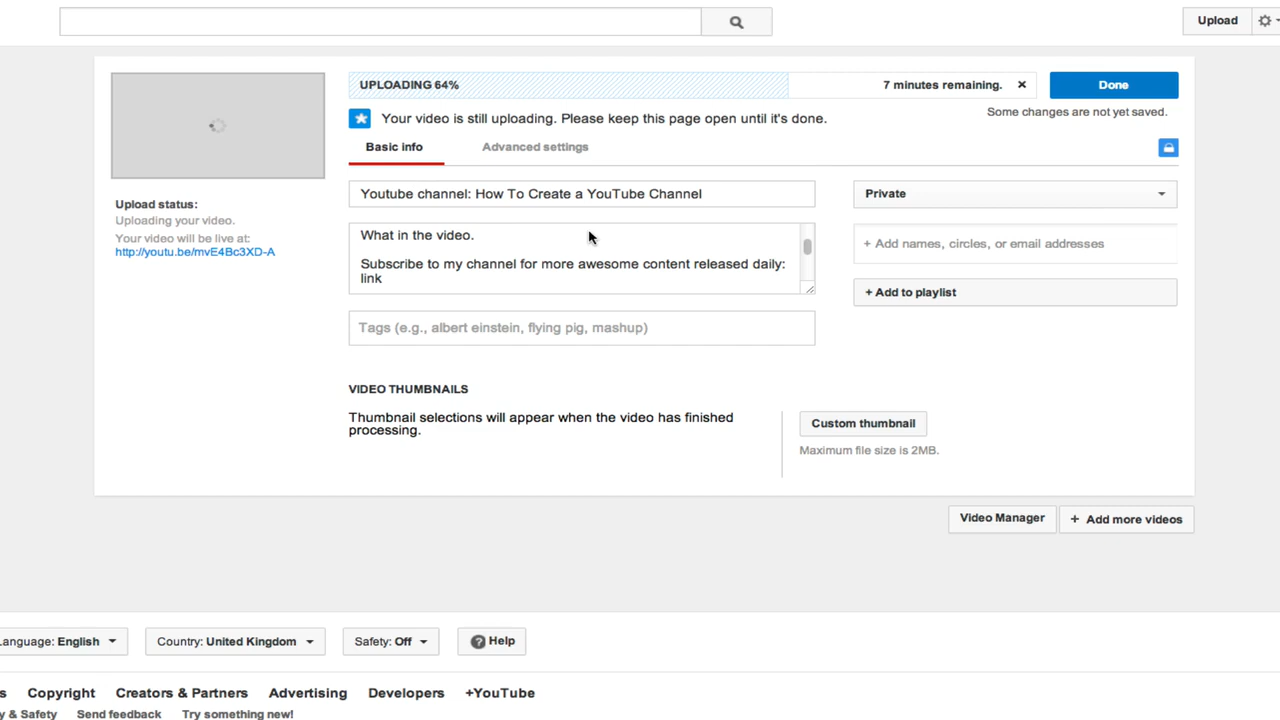 Upload
UPLOADING 64%
7 minutes remaining.
Done
Your video is still uploading. Please keep this page open until it's done.
Some changes are not yet saved.
Basic info
Advanced settings
Upload status:
Uploading your video.
Your video will be live at:
http://youtu.be/mvE4Bc3XD-A
Youtube channel: How To Create a YouTube Channel
Private
What in the video.
Subscribe to my channel for more awesome content released daily:
link
+ Add names, circles, or email addresses
+ Add to playlist
Tags (e.g., albert einstein, flying pig, mashup)
VIDEO THUMBNAILS
Thumbnail selections will appear when the video has finished
processing.
Custom thumbnail
Maximum file size is 2MB.
Video Manager
+ Add more videos
Language: English
Country: United Kingdom
Safety: Off
? Help
s Copyright Creators & Partners Advertising Developers +YouTube
y & Safety Send feedback Try something new!